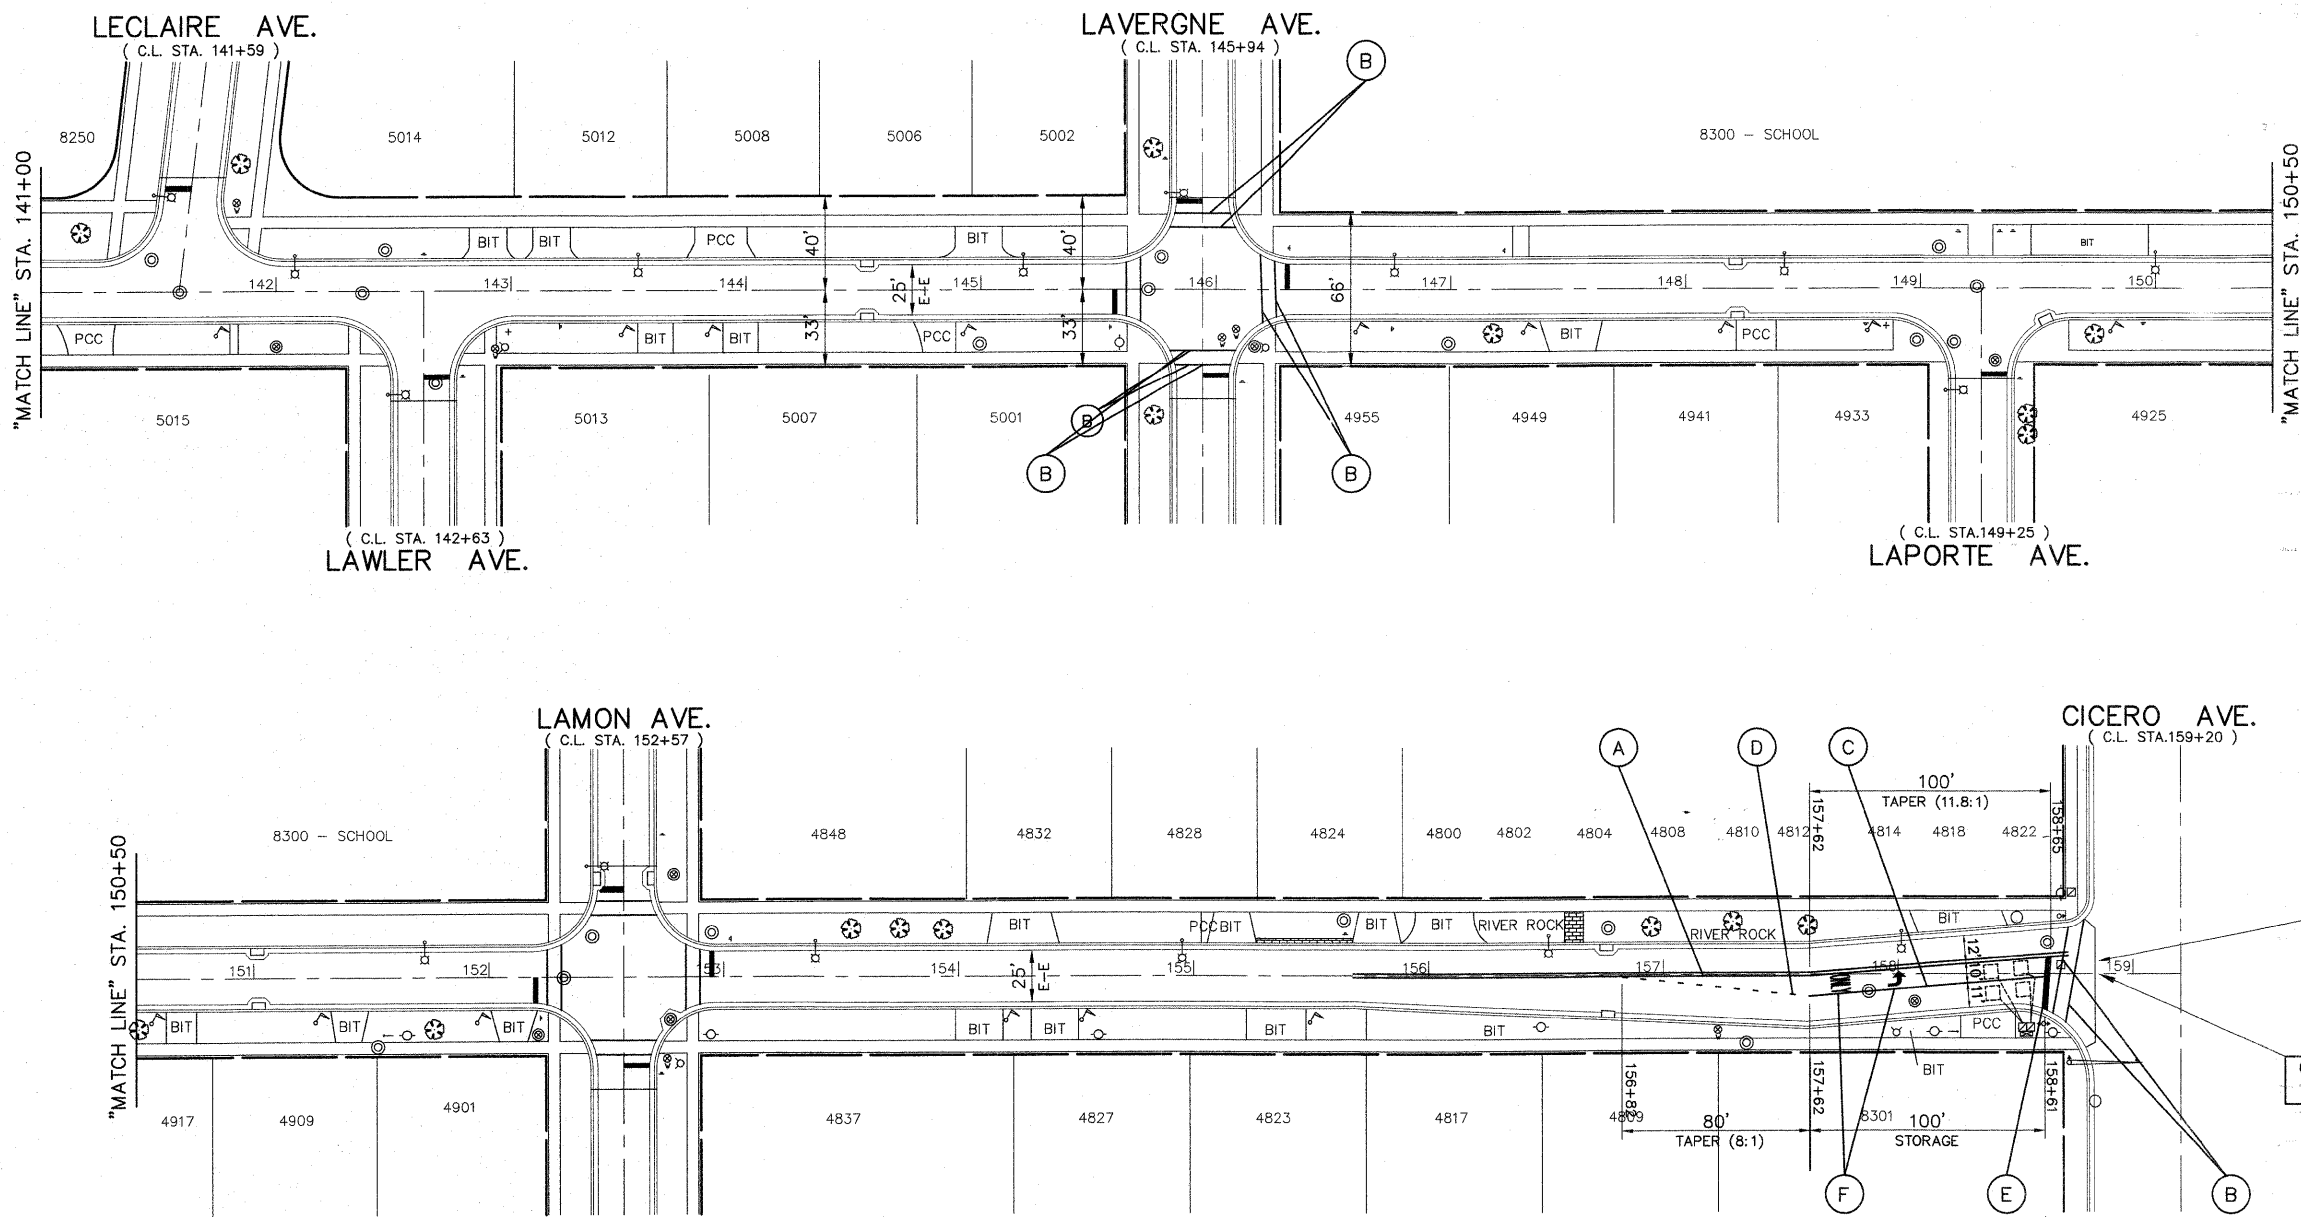 LECLAIRE AVE.
( C.L. STA. 141+59 )
LAVERGNE AVE.
( C.L. STA. 145+94 )
B
8250
5014
5012
5008
5006
5002
8300 - SCHOOL
"MATCH LINE" STA. 141+00
"MATCH LINE" STA. 150+50
BIT
BIT
PCC
BIT
BIT
40'
40'
25'
E-E
66'
33'
33'
142
143
144
145
146
147
148
149
150
PCC
BIT
BIT
PCC
BIT
PCC
5015
5013
5007
5001
B
4955
4949
4941
4933
4925
B
B
( C.L. STA. 142+63 )
LAWLER AVE.
( C.L. STA.149+25 )
LAPORTE AVE.
LAMON AVE.
( C.L. STA. 152+57 )
CICERO AVE.
( C.L. STA.159+20 )
A
D
C
100'
TAPER (11.8:1)
157+62
158+65
8300 - SCHOOL
4848
4832
4828
4824
4800
4802
4804
4808
4810
4812
4814
4818
4822
"MATCH LINE" STA. 150+50
BIT
PCC
BIT
BIT
BIT
RIVER ROCK
RIVER ROCK
BIT
151
152
153
154
155
156
157
158
159
25'
E-E
12'
10'
11'
BIT
BIT
BIT
BIT
BIT
BIT
BIT
PCC
BIT
156+82
157+62
158+61
4917
4909
4901
4837
4827
4823
4817
4809
8301
80'
TAPER (8:1)
100'
STORAGE
F
E
B